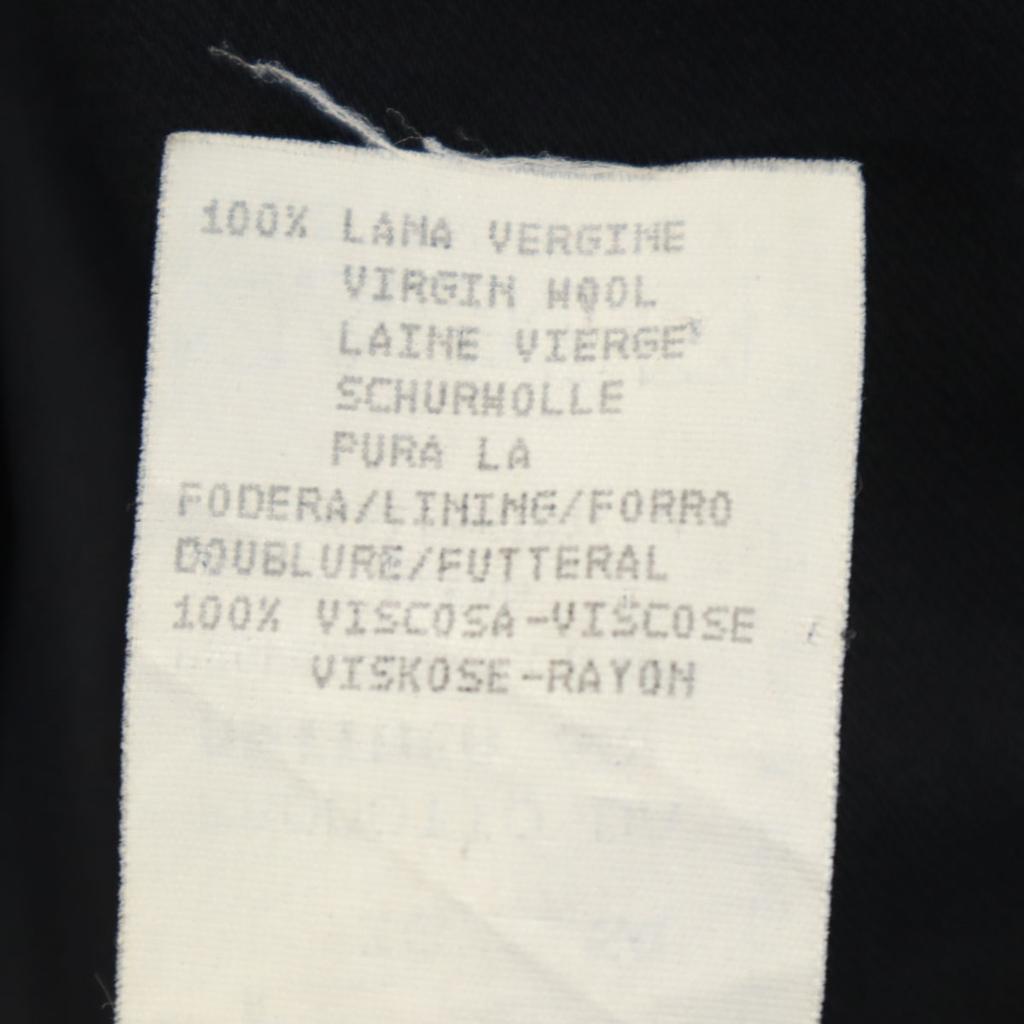 100% LANA VERGINE
VIRGIN WOOL
LAINE VIERGE
SCHURWOLLE
PURA LA
FODERA/LINING/FORRO
DOUBLURE/FUTTERAL
100% VISCOSA-VISCOSE
VISKOSE-RAYON